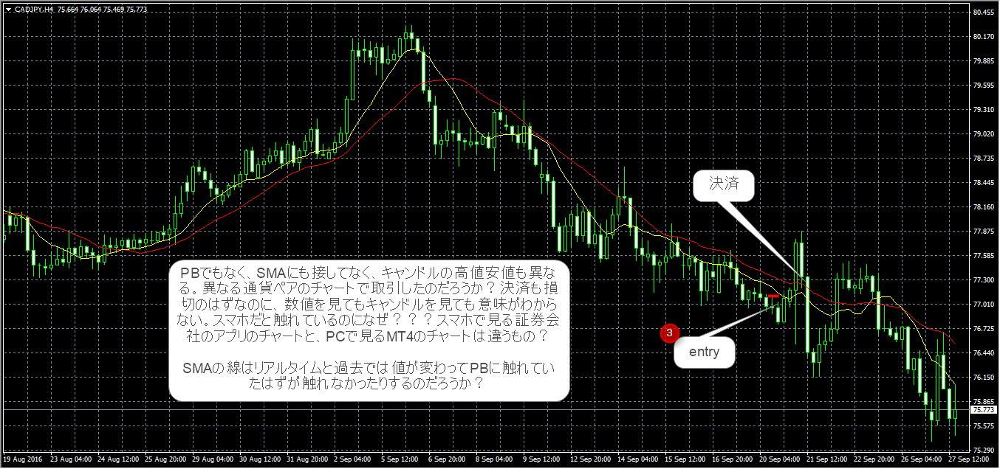 CADJPY,H4 75.664 76.064 75.469 75.773
80.455
80.170
79.885
79.595
79.310
79.020
78.735
78.445
78.160
77.875
77.585
77.300
77.010
76.725
76.440
76.150
75.865
75.773
75.575
75.290
決済
PBでもなく、SMAにも接してなく、キャンドルの高値安値も異な
る。異なる通貨ペアのチャートで取引したのだろうか？決済も損
切のはずなのに、数値を見てもキャンドルを見ても意味がわから
ない。スマホだと触れているのになぜ？？？スマホで見る証券会
社のアプリのチャートと、PCで見るMT4のチャートは違うもの？
SMAの線はリアルタイムと過去では値が変わってPBに触れてい
たはずが触れなかったりするのだろうか？
3
entry
19 Aug 2016 23 Aug 04:00 24 Aug 12:00 25 Aug 20:00 29 Aug 04:00 30 Aug 12:00 31 Aug 20:00 2 Sep 04:00 5 Sep 12:00 6 Sep 20:00 8 Sep 04:00 9 Sep 12:00 12 Sep 20:00 14 Sep 04:00 15 Sep 12:00 16 Sep 20:00 20 Sep 04:00 21 Sep 12:00 22 Sep 20:00 26 Sep 04:00 27 Sep 12:00